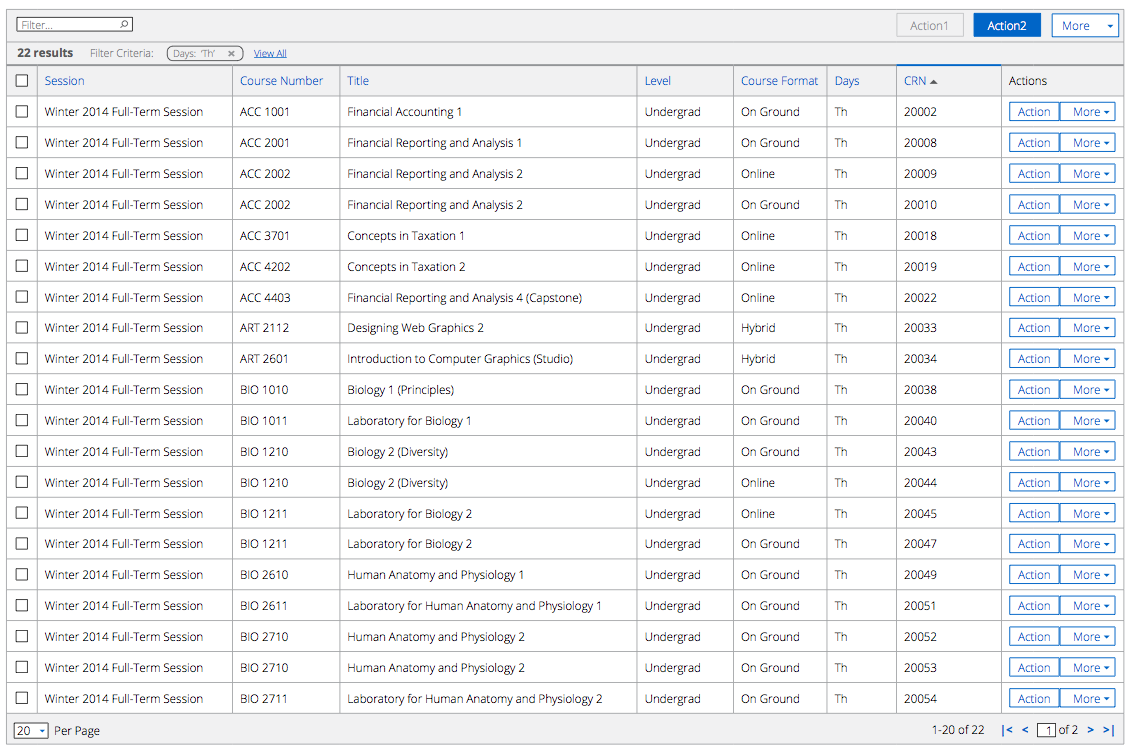 Filter... Action1 Action2 More
22 results Filter Criteria: Days: 'Th' × View All
Session Course Number Title Level Course Format Days CRN Actions
Winter 2014 Full-Term Session ACC 1001 Financial Accounting 1 Undergrad On Ground Th 20002 Action More
Winter 2014 Full-Term Session ACC 2001 Financial Reporting and Analysis 1 Undergrad On Ground Th 20008 Action More
Winter 2014 Full-Term Session ACC 2002 Financial Reporting and Analysis 2 Undergrad Online Th 20009 Action More
Winter 2014 Full-Term Session ACC 2002 Financial Reporting and Analysis 2 Undergrad On Ground Th 20010 Action More
Winter 2014 Full-Term Session ACC 3701 Concepts in Taxation 1 Undergrad Online Th 20018 Action More
Winter 2014 Full-Term Session ACC 4202 Concepts in Taxation 2 Undergrad Online Th 20019 Action More
Winter 2014 Full-Term Session ACC 4403 Financial Reporting and Analysis 4 (Capstone) Undergrad Online Th 20022 Action More
Winter 2014 Full-Term Session ART 2112 Designing Web Graphics 2 Undergrad Hybrid Th 20033 Action More
Winter 2014 Full-Term Session ART 2601 Introduction to Computer Graphics (Studio) Undergrad Hybrid Th 20034 Action More
Winter 2014 Full-Term Session BIO 1010 Biology 1 (Principles) Undergrad On Ground Th 20038 Action More
Winter 2014 Full-Term Session BIO 1011 Laboratory for Biology 1 Undergrad On Ground Th 20040 Action More
Winter 2014 Full-Term Session BIO 1210 Biology 2 (Diversity) Undergrad On Ground Th 20043 Action More
Winter 2014 Full-Term Session BIO 1210 Biology 2 (Diversity) Undergrad Online Th 20044 Action More
Winter 2014 Full-Term Session BIO 1211 Laboratory for Biology 2 Undergrad Online Th 20045 Action More
Winter 2014 Full-Term Session BIO 1211 Laboratory for Biology 2 Undergrad On Ground Th 20047 Action More
Winter 2014 Full-Term Session BIO 2610 Human Anatomy and Physiology 1 Undergrad On Ground Th 20049 Action More
Winter 2014 Full-Term Session BIO 2611 Laboratory for Human Anatomy and Physiology 1 Undergrad On Ground Th 20051 Action More
Winter 2014 Full-Term Session BIO 2710 Human Anatomy and Physiology 2 Undergrad On Ground Th 20052 Action More
Winter 2014 Full-Term Session BIO 2710 Human Anatomy and Physiology 2 Undergrad On Ground Th 20053 Action More
Winter 2014 Full-Term Session BIO 2711 Laboratory for Human Anatomy and Physiology 2 Undergrad On Ground Th 20054 Action More
20 Per Page 1-20 of 22 |< < 1 of 2 > >|